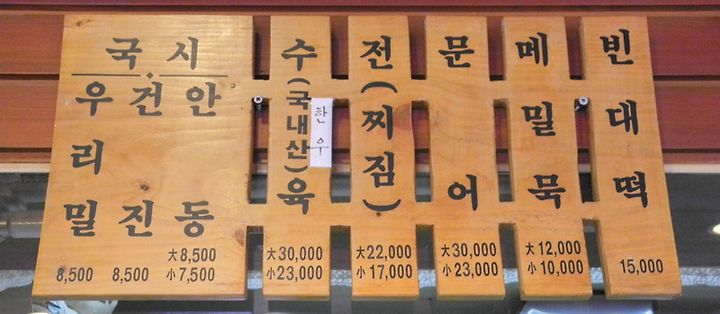 국시
우리밀
8,500
건진
8,500
안동
大8,500
小7,500
수(국내산)육
한우
大30,000
小23,000
전(찌짐)
大22,000
小17,000
문어
大30,000
小23,000
메밀묵
大12,000
小10,000
빈대떡
15,000